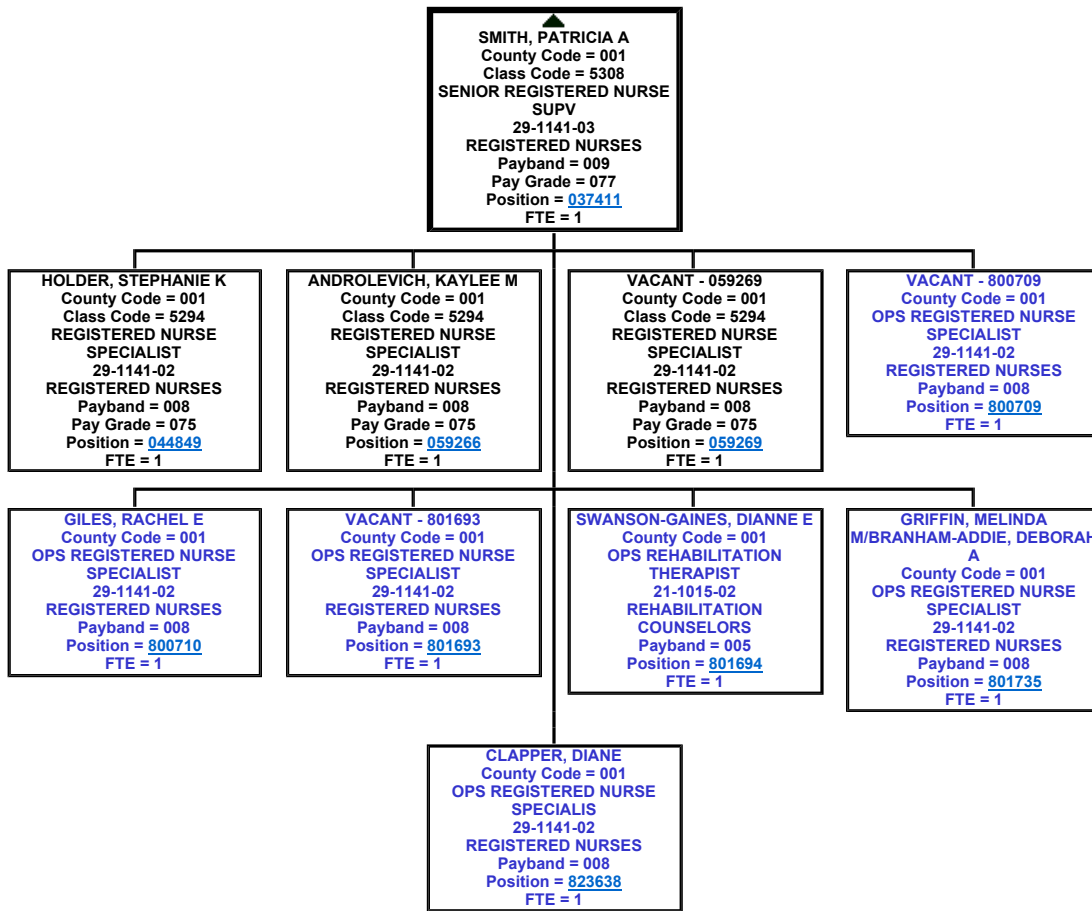 SMITH, PATRICIA A
County Code = 001
Class Code = 5308
SENIOR REGISTERED NURSE
SUPV
29-1141-03
REGISTERED NURSES
Payband = 009
Pay Grade = 077
Position = 037411
FTE = 1
HOLDER, STEPHANIE K
County Code = 001
Class Code = 5294
REGISTERED NURSE
SPECIALIST
29-1141-02
REGISTERED NURSES
Payband = 008
Pay Grade = 075
Position = 044849
FTE = 1
ANDROLEVICH, KAYLEE M
County Code = 001
Class Code = 5294
REGISTERED NURSE
SPECIALIST
29-1141-02
REGISTERED NURSES
Payband = 008
Pay Grade = 075
Position = 059266
FTE = 1
VACANT - 059269
County Code = 001
Class Code = 5294
REGISTERED NURSE
SPECIALIST
29-1141-02
REGISTERED NURSES
Payband = 008
Pay Grade = 075
Position = 059269
FTE = 1
VACANT - 800709
County Code = 001
OPS REGISTERED NURSE
SPECIALIST
29-1141-02
REGISTERED NURSES
Payband = 008
Position = 800709
FTE = 1
GILES, RACHEL E
County Code = 001
OPS REGISTERED NURSE
SPECIALIST
29-1141-02
REGISTERED NURSES
Payband = 008
Position = 800710
FTE = 1
VACANT - 801693
County Code = 001
OPS REGISTERED NURSE
SPECIALIST
29-1141-02
REGISTERED NURSES
Payband = 008
Position = 801693
FTE = 1
SWANSON-GAINES, DIANNE E
County Code = 001
OPS REHABILITATION
THERAPIST
21-1015-02
REHABILITATION
COUNSELORS
Payband = 005
Position = 801694
FTE = 1
GRIFFIN, MELINDA
M/BRANHAM-ADDIE, DEBORAH
A
County Code = 001
OPS REGISTERED NURSE
SPECIALIST
29-1141-02
REGISTERED NURSES
Payband = 008
Position = 801735
FTE = 1
CLAPPER, DIANE
County Code = 001
OPS REGISTERED NURSE
SPECIALIS
29-1141-02
REGISTERED NURSES
Payband = 008
Position = 823638
FTE = 1